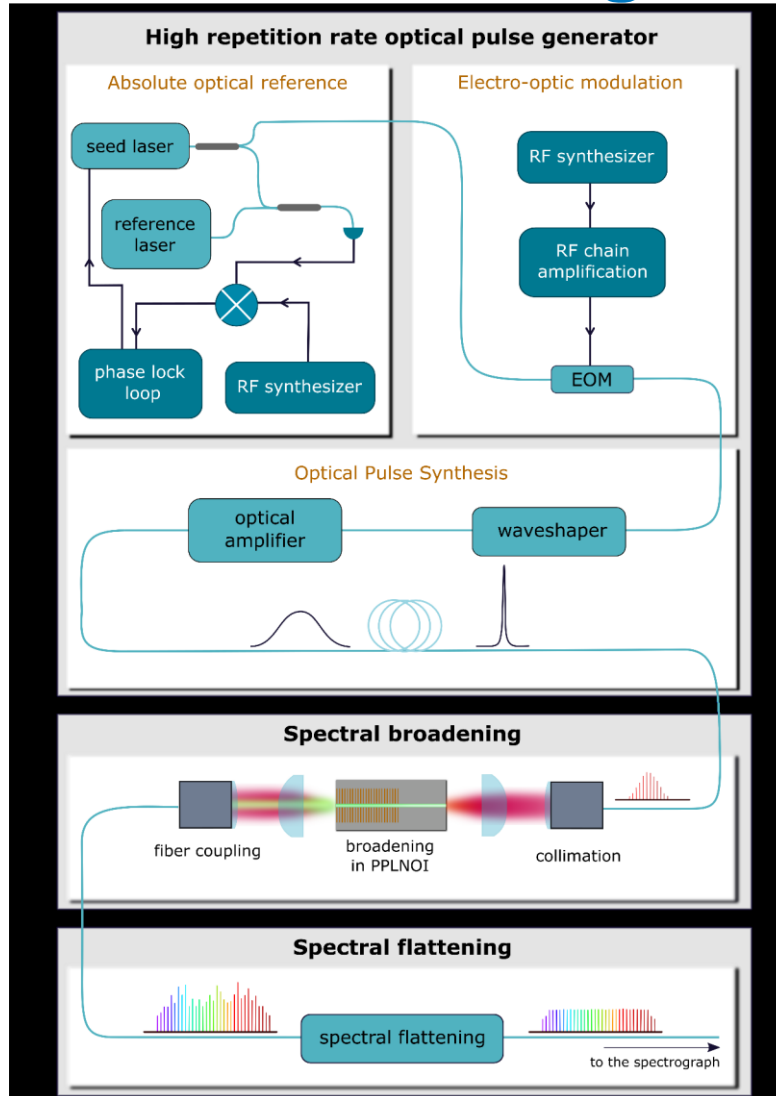 High repetition rate optical pulse generator
Absolute optical reference
seed laser
reference
laser
phase lock
loop
RF synthesizer
Electro-optic modulation
RF synthesizer
RF chain
amplification
EOM
Optical Pulse Synthesis
optical
amplifier
waveshaper
Spectral broadening
fiber coupling
broadening
in PPLNOI
collimation
Spectral flattening
spectral flattening
to the spectrograph